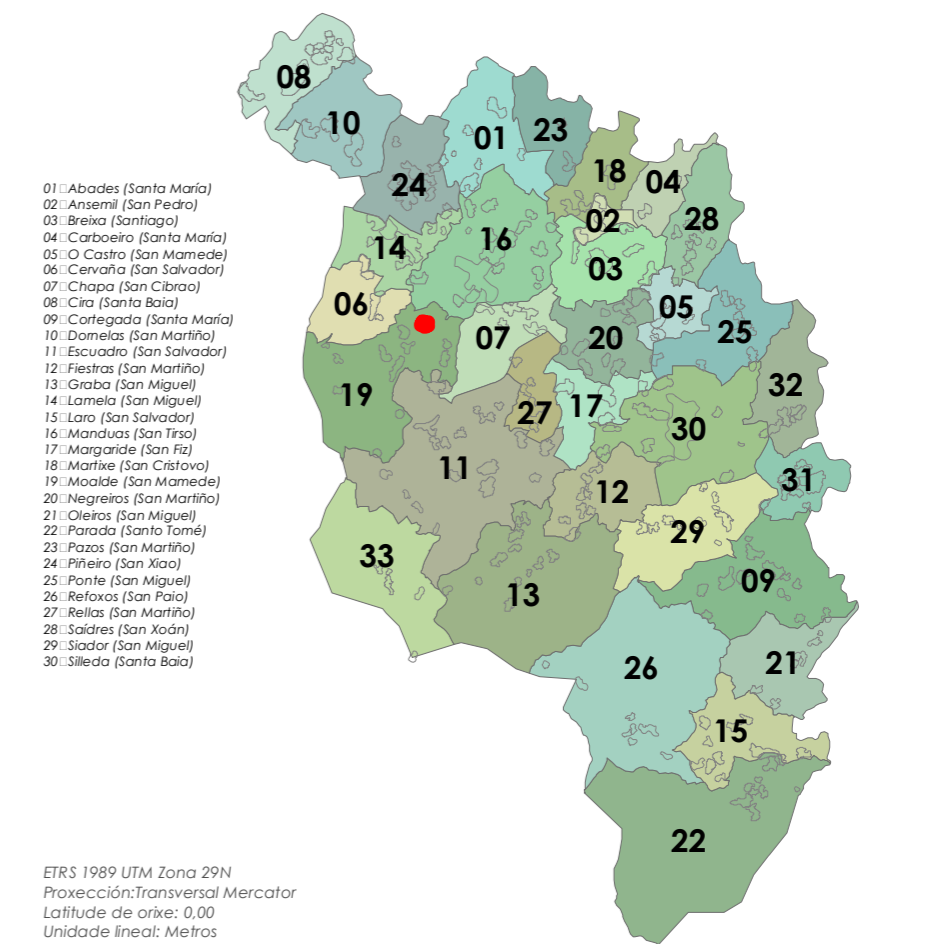 08
10
01
23
18
04
24
28
02
14
16
03
06
05
07
20
25
19
27
17
32
30
11
12
31
29
33
13
09
26
21
15
22
01 Abades (Santa María)
02 Ansemil (San Pedro)
03 Breixa (Santiago)
04 Carboeiro (Santa María)
05 O Castro (San Mamede)
06 Cervaña (San Salvador)
07 Chapa (San Cibrao)
08 Cira (Santa Baia)
09 Cortegada (Santa María)
10 Dornelas (San Martiño)
11 Escuadro (San Salvador)
12 Fiestras (San Martiño)
13 Graba (San Miguel)
14 Lamela (San Miguel)
15 Laro (San Salvador)
16 Manduas (San Tirso)
17 Margaride (San Fiz)
18 Martixe (San Cristovo)
19 Moalde (San Mamede)
20 Negreiros (San Martiño)
21 Oleiros (San Miguel)
22 Parada (Santo Tomé)
23 Pazos (San Martiño)
24 Piñeiro (San Xiao)
25 Ponte (San Miguel)
26 Refoxos (San Paio)
27 Rellas (San Martiño)
28 Saídres (San Xoán)
29 Siador (San Miguel)
30 Silleda (Santa Baia)
ETRS 1989 UTM Zona 29N
Proxección:Transversal Mercator
Latitude de orixe: 0,00
Unidade lineal: Metros